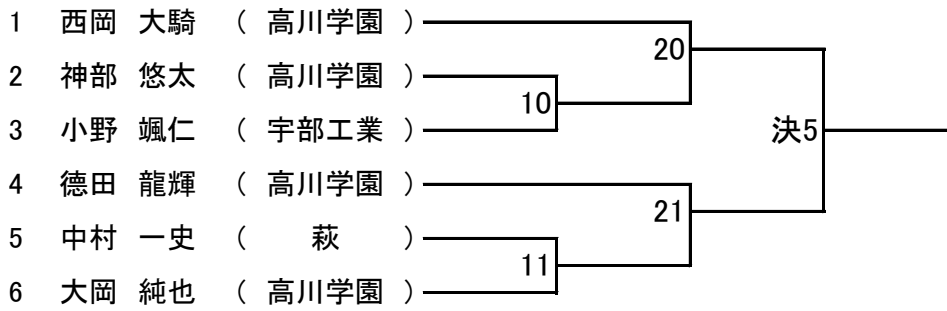 1 西岡 大騎 ( 高川学園 )
20
2 神部 悠太 ( 高川学園 )
10
3 小野 颯仁 ( 宇部工業 )
決5
4 德田 龍輝 ( 高川学園 )
21
5 中村 一史 ( 萩 )
11
6 大岡 純也 ( 高川学園 )